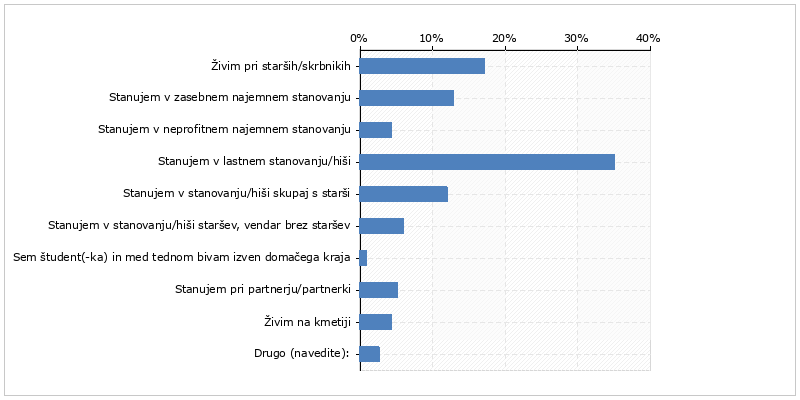 0% 10% 20% 30% 40%
Živim pri starših/skrbnikih
Stanujem v zasebnem najemnem stanovanju
Stanujem v neprofitnem najemnem stanovanju
Stanujem v lastnem stanovanju/hiši
Stanujem v stanovanju/hiši skupaj s starši
Stanujem v stanovanju/hiši staršev, vendar brez staršev
Sem študent(-ka) in med tednom bivam izven domačega kraja
Stanujem pri partnerju/partnerki
Živim na kmetiji
Drugo (navedite):